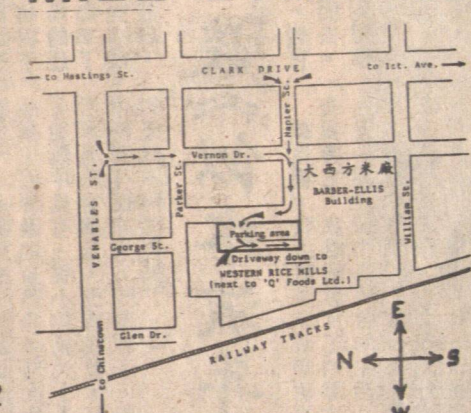 to Hastings St.
CLARK DRIVE
to 1st. Ave.
Napier St.
Vernon Dr.
大西方米廠
BARBER-ELLIS
Building
VENABLES ST.
Parker St.
William St.
Parking area
George St.
Driveway down to
WESTERN RICE MILLS
(next to 'Q' Foods Ltd.)
Glen Dr.
RAILWAY TRACKS
to Chinatown
E
N
S
W